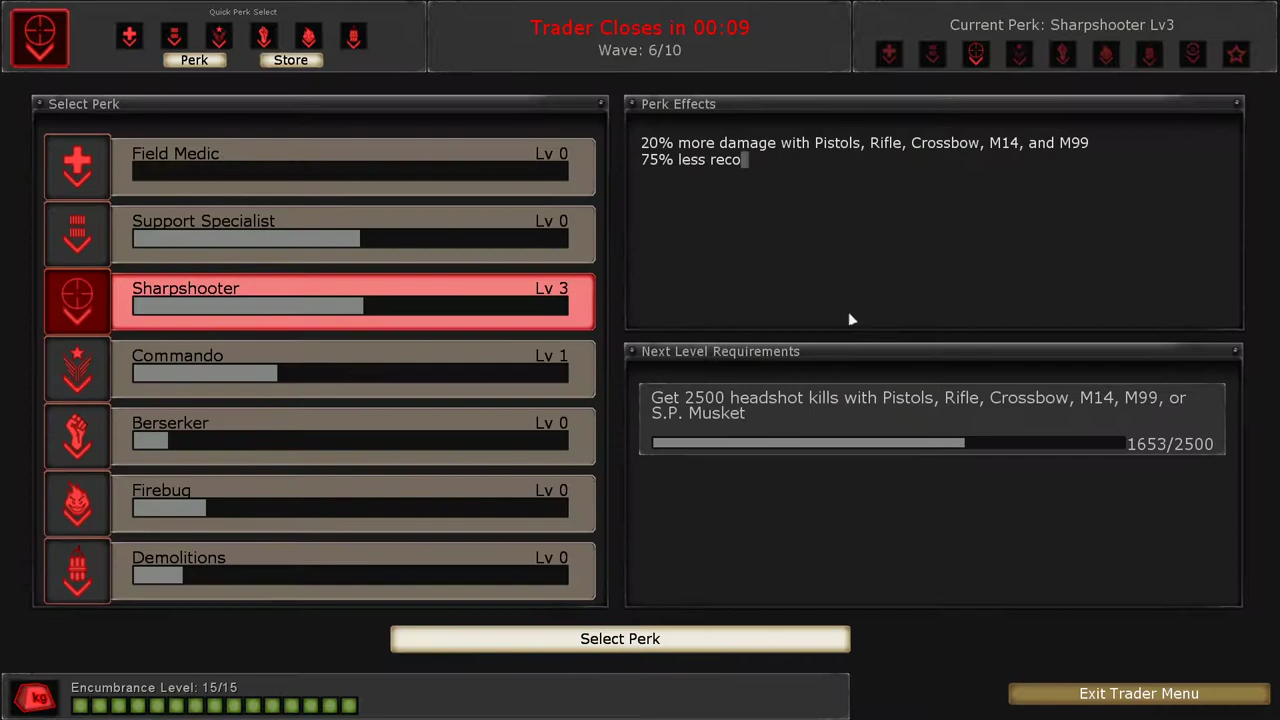 Quick Perk Select
Perk
Store
Trader Closes in 00:09
Wave: 6/10
Current Perk: Sharpshooter Lv3
Select Perk
Field Medic Lv 0
Support Specialist Lv 0
Sharpshooter Lv 3
Commando Lv 1
Berserker Lv 0
Firebug Lv 0
Demolitions Lv 0
Perk Effects
20% more damage with Pistols, Rifle, Crossbow, M14, and M99
75% less reco
Next Level Requirements
Get 2500 headshot kills with Pistols, Rifle, Crossbow, M14, M99, or
S.P. Musket
1653/2500
Select Perk
kg
Encumbrance Level: 15/15
Exit Trader Menu